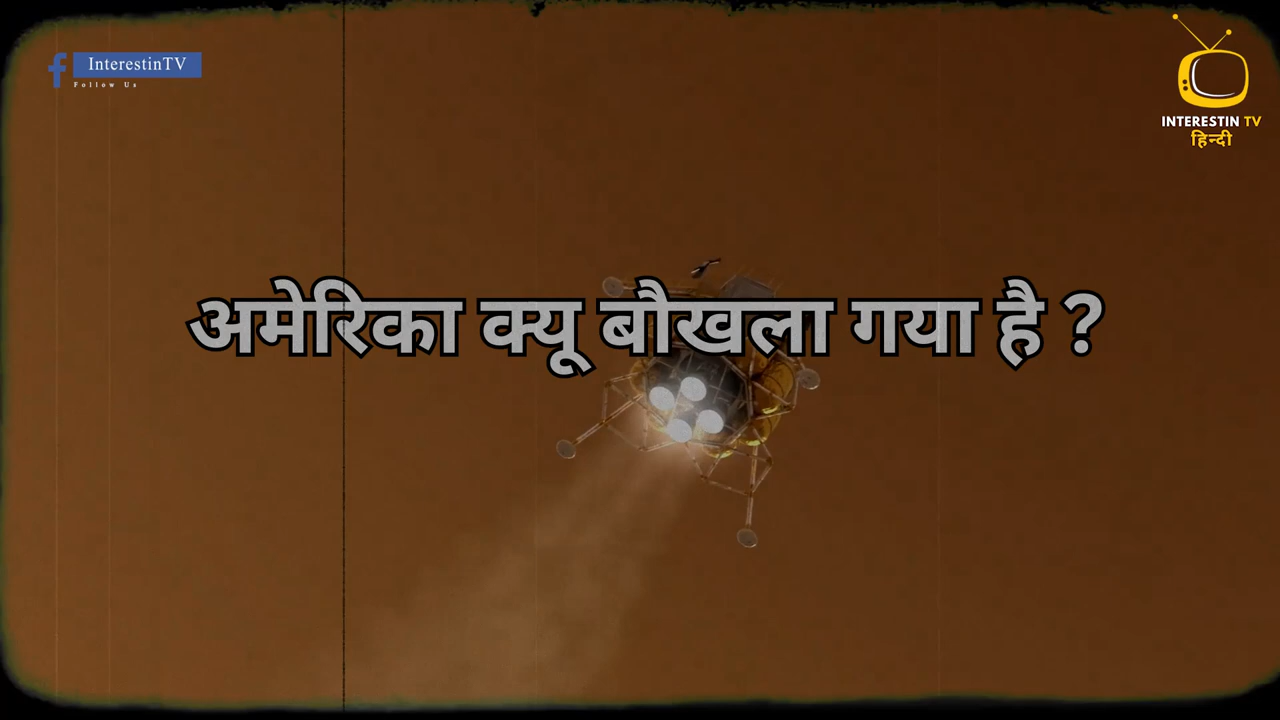 InterestinTV
Follow Us
INTERESTIN TV
हिन्दी
अमेरिका क्यू बौखला गया है ?